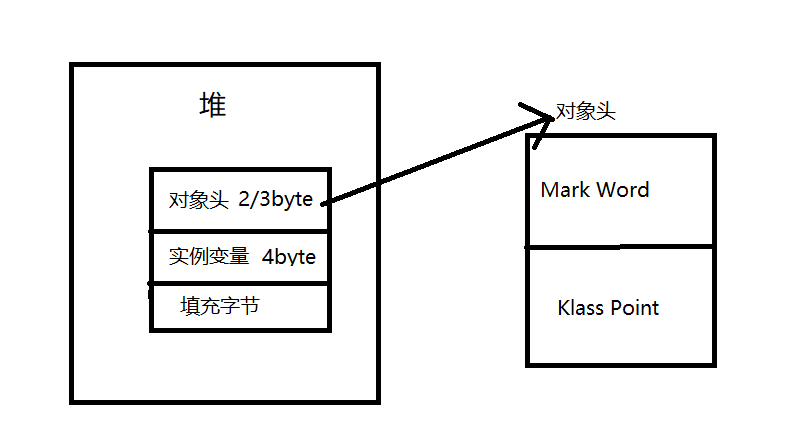 堆
对象头 2/3byte
实例变量 4byte
填充字节
对象头
Mark Word
Klass Point